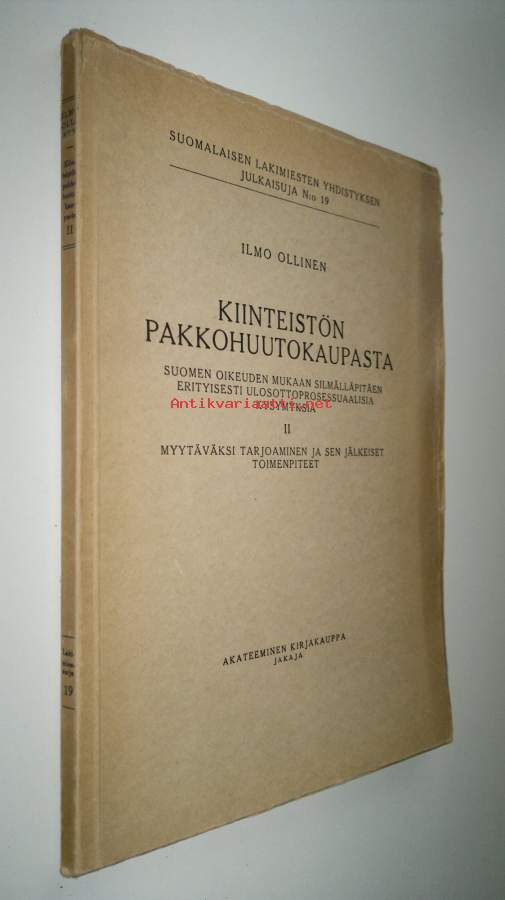 SUOMALAISEN LAKIMIESTEN YHDISTYKSEN
JULKAISUJA N:o 19
ILMO OLLINEN
KIINTEISTÖN
PAKKOHUUTOKAUPASTA
SUOMEN OIKEUDEN MUKAAN SILMÄLLÄPITÄEN
ERITYISESTI ULOSOTTOPROSESSUAALISIA
KYSYMYKSIÄ
Antikvariaatti.net
II
MYYTÄVÄKSI TARJOAMINEN JA SEN JÄLKEISET
TOIMENPITEET
AKATEEMINEN KIRJAKAUPPA
JAKAJA
II
19